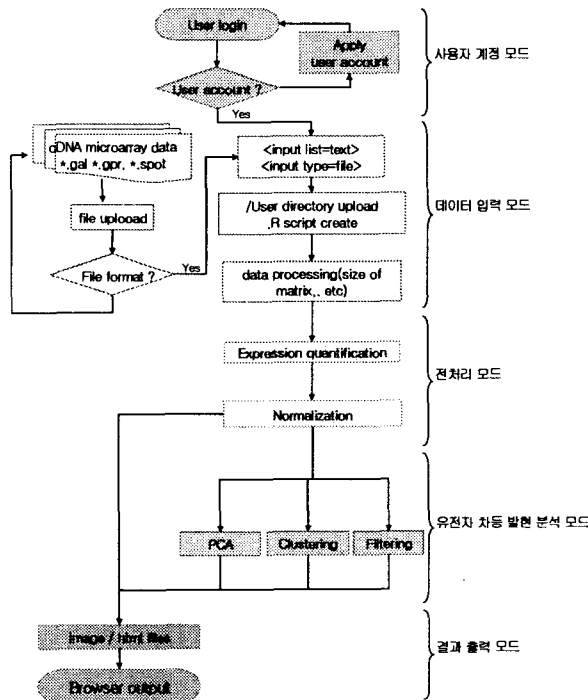 User login
Apply
user account
User account ?
사용자 계정 모드
Yes
cDNA microarray data
*.gal *.gpr, *.spot
<input list=text>
<input type=file>
file uplooad
/User directory upload
.R script create
데이터 입력 모드
File format ?
Yes
data processing(size of
matrix,. etc)
Expression quantification
전처리 모드
Normalization
유전자 차등 발현 분석 모드
PCA
Clustering
Filtering
Image / html files
결과 출력 모드
Browser output